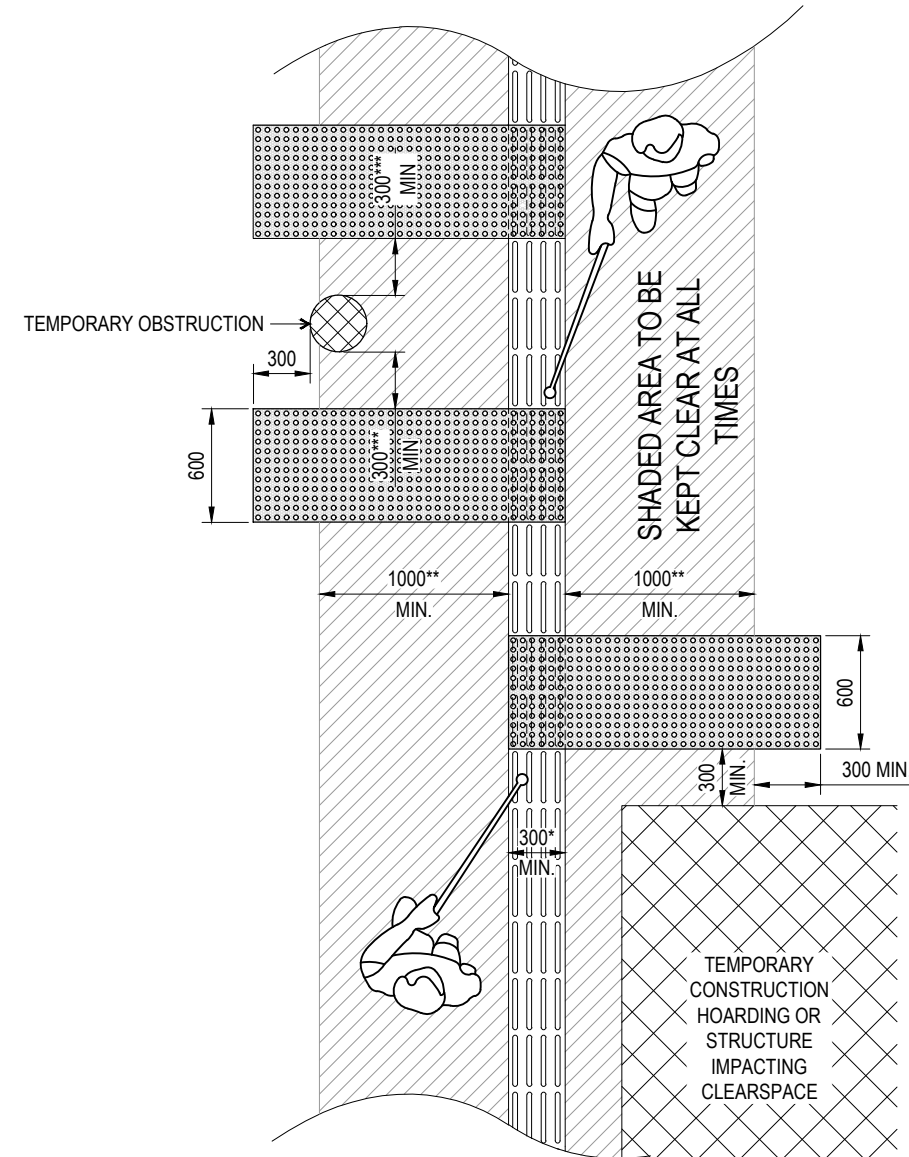 300***
MIN
TEMPORARY OBSTRUCTION
300
SHADED AREA TO BE
KEPT CLEAR AT ALL
TIMES
300***
MIN
600
1000**
MIN.
1000**
MIN.
600
300
MIN.
300 MIN
300*
MIN.
TEMPORARY
CONSTRUCTION
HOARDING OR
STRUCTURE
IMPACTING
CLEARSPACE